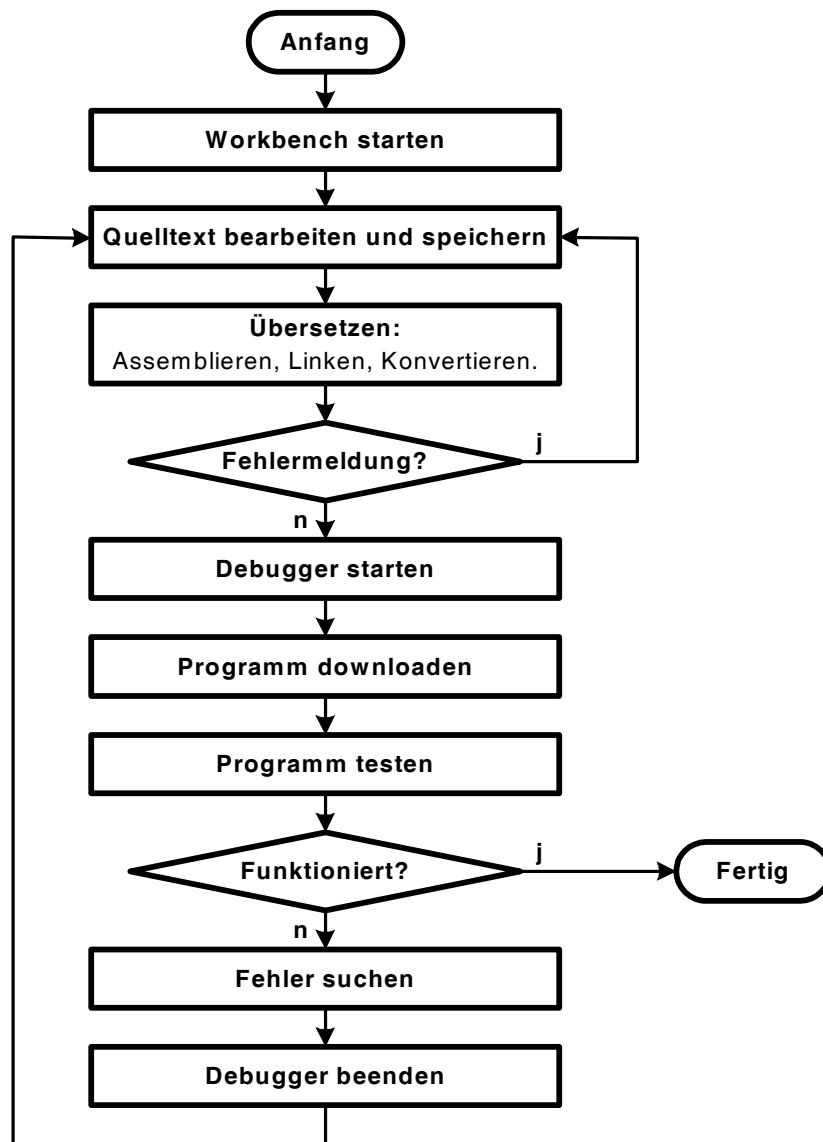 Anfang
Workbench starten
Quelltext bearbeiten und speichern
Übersetzen:
Assemblieren, Linken, Konvertieren.
Fehlermeldung?
j
n
Debugger starten
Programm downloaden
Programm testen
Funktioniert?
j
Fertig
n
Fehler suchen
Debugger beenden